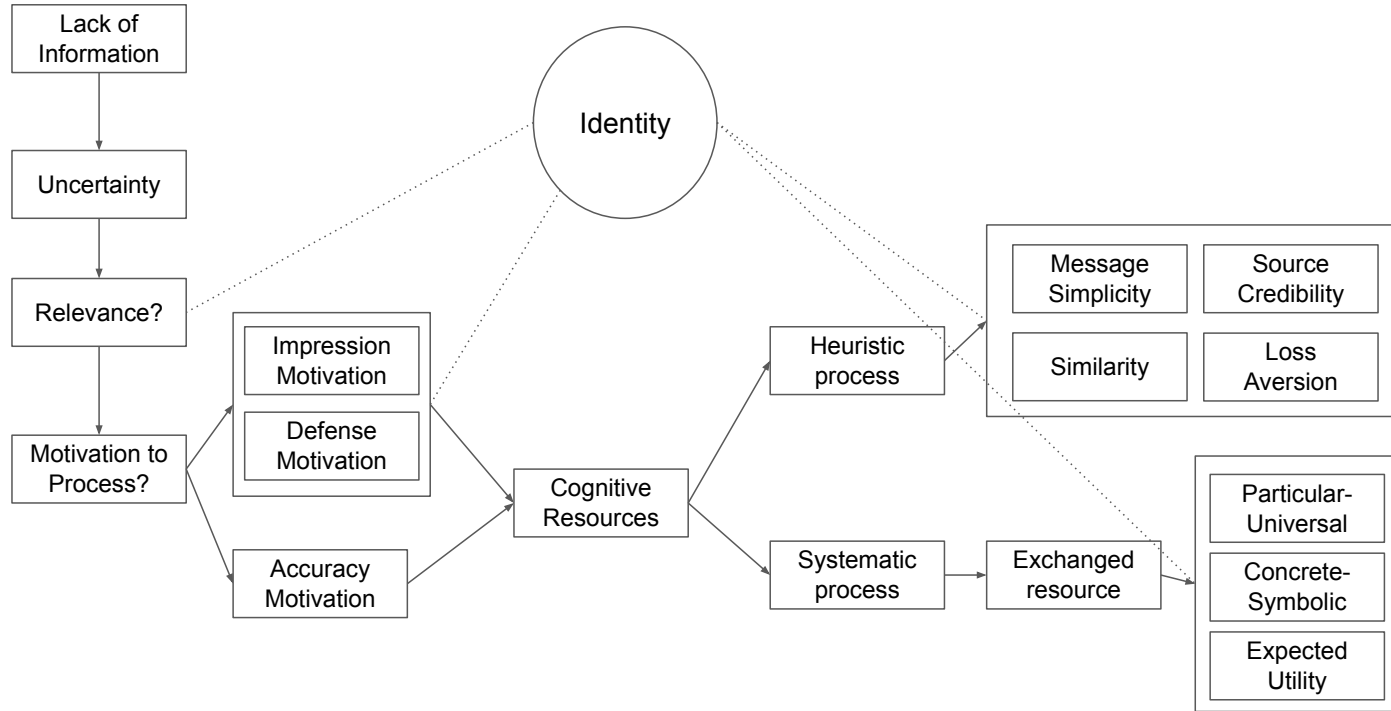 Lack of
Information
Identity
Uncertainty
Relevance?
Message
Simplicity
Source
Credibility
Similarity
Loss
Aversion
Impression
Motivation
Defense
Motivation
Heuristic
process
Motivation to
Process?
Cognitive
Resources
Accuracy
Motivation
Systematic
process
Exchanged
resource
Particular-
Universal
Concrete-
Symbolic
Expected
Utility